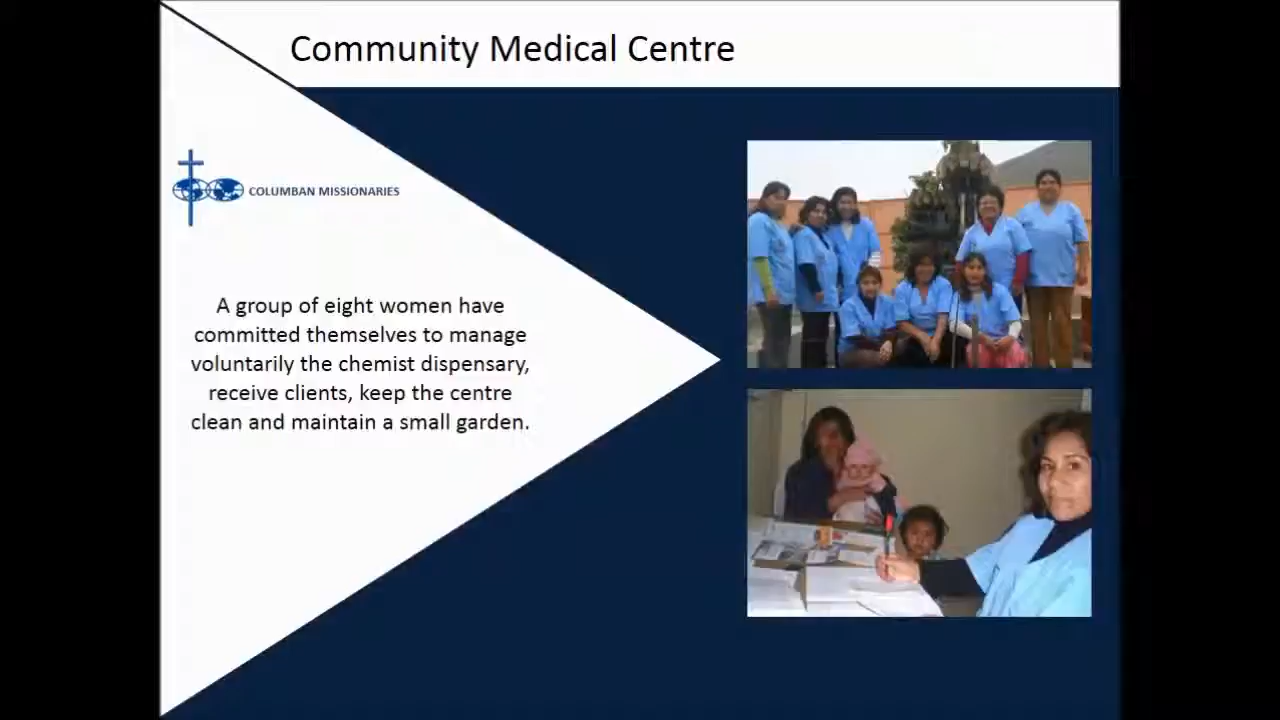 Community Medical Centre
COLUMBAN MISSIONARIES
A group of eight women have
committed themselves to manage
voluntarily the chemist dispensary,
receive clients, keep the centre
clean and maintain a small garden.